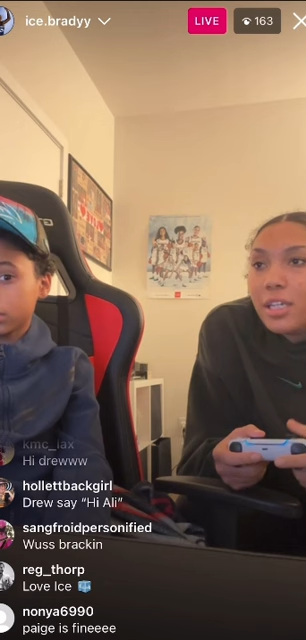 ice.bradyy
LIVE
163
kmc_lax
Hi drewww
hollettbackgirl
Drew say “Hi Ali”
sangfroidpersonified
Wuss brackin
reg_thorp
Love Ice 🧊
nonya6990
paige is fineeee